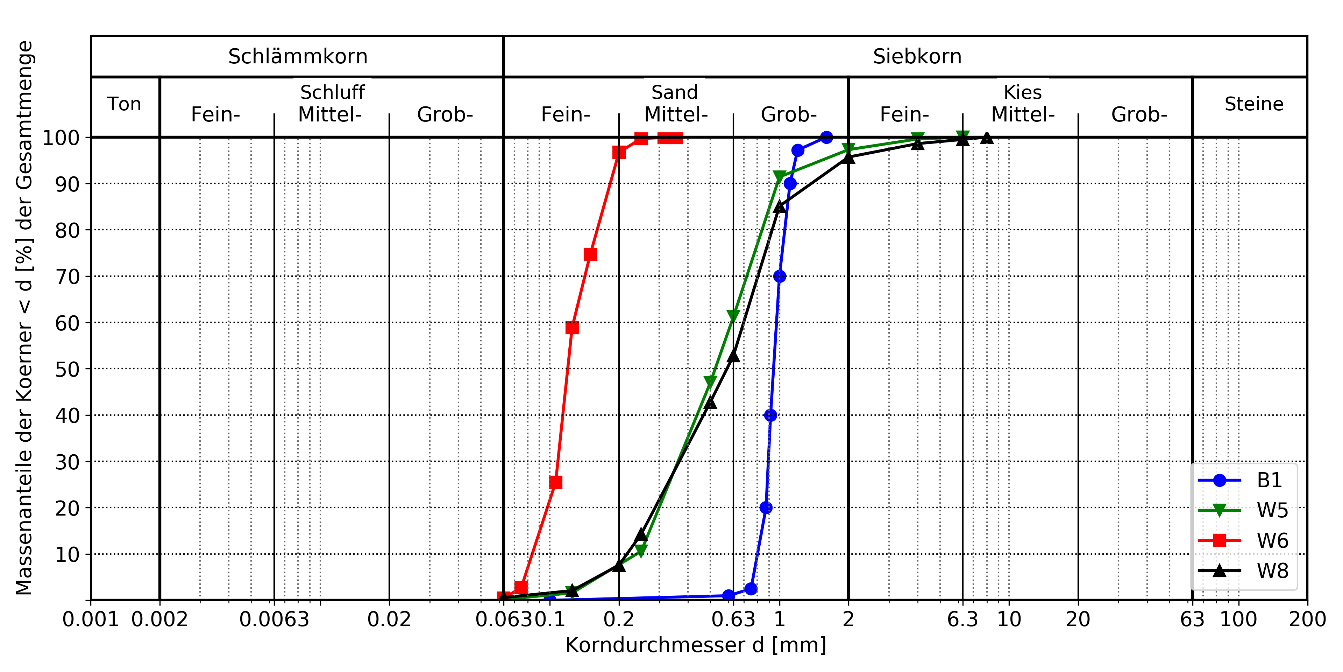 Schlämmkorn Siebkorn
Ton Schluff Sand Kies Steine
Fein- Mittel- Grob- Fein- Mittel- Grob- Fein- Mittel- Grob-
Massenanteile der Koerner < d [%] der Gesamtmenge
100
90
80
70
60
50
40
30
20
10
B1
W5
W6
W8
0.001 0.002 0.0063 0.02 0.063 0.1 0.2 0.63 1 2 6.3 10 20 63 100 200
Korndurchmesser d [mm]